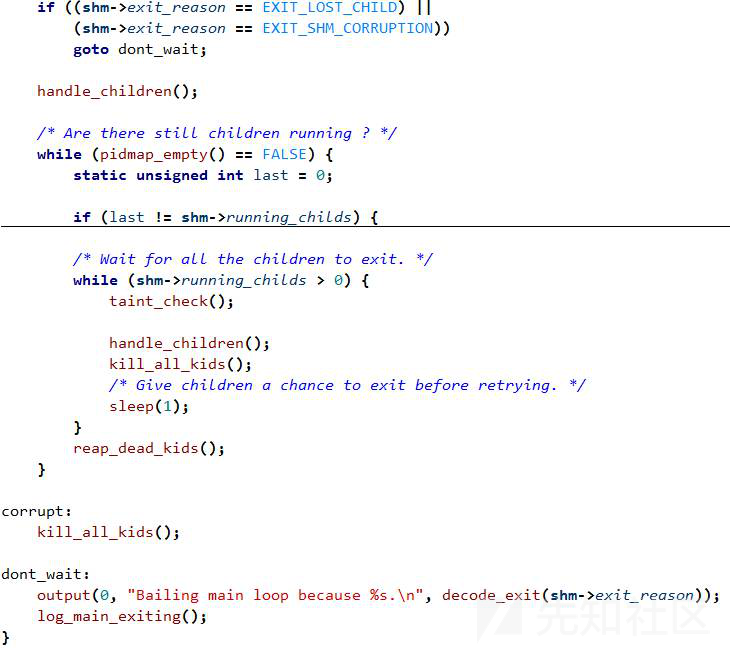 if ((shm->exit_reason == EXIT_LOST_CHILD) ||
(shm->exit_reason == EXIT_SHM_CORRUPTION))
goto dont_wait;
handle_children();
/* Are there still children running ? */
while (pidmap_empty() == FALSE) {
static unsigned int last = 0;
if (last != shm->running_childs) {
/* Wait for all the children to exit. */
while (shm->running_childs > 0) {
taint_check();
handle_children();
kill_all_kids();
/* Give children a chance to exit before retrying. */
sleep(1);
}
reap_dead_kids();
}
corrupt:
kill_all_kids();
dont_wait:
output(0, "Bailing main loop because %s.\n", decode_exit(shm->exit_reason));
log_main_exiting();
}
先知社区